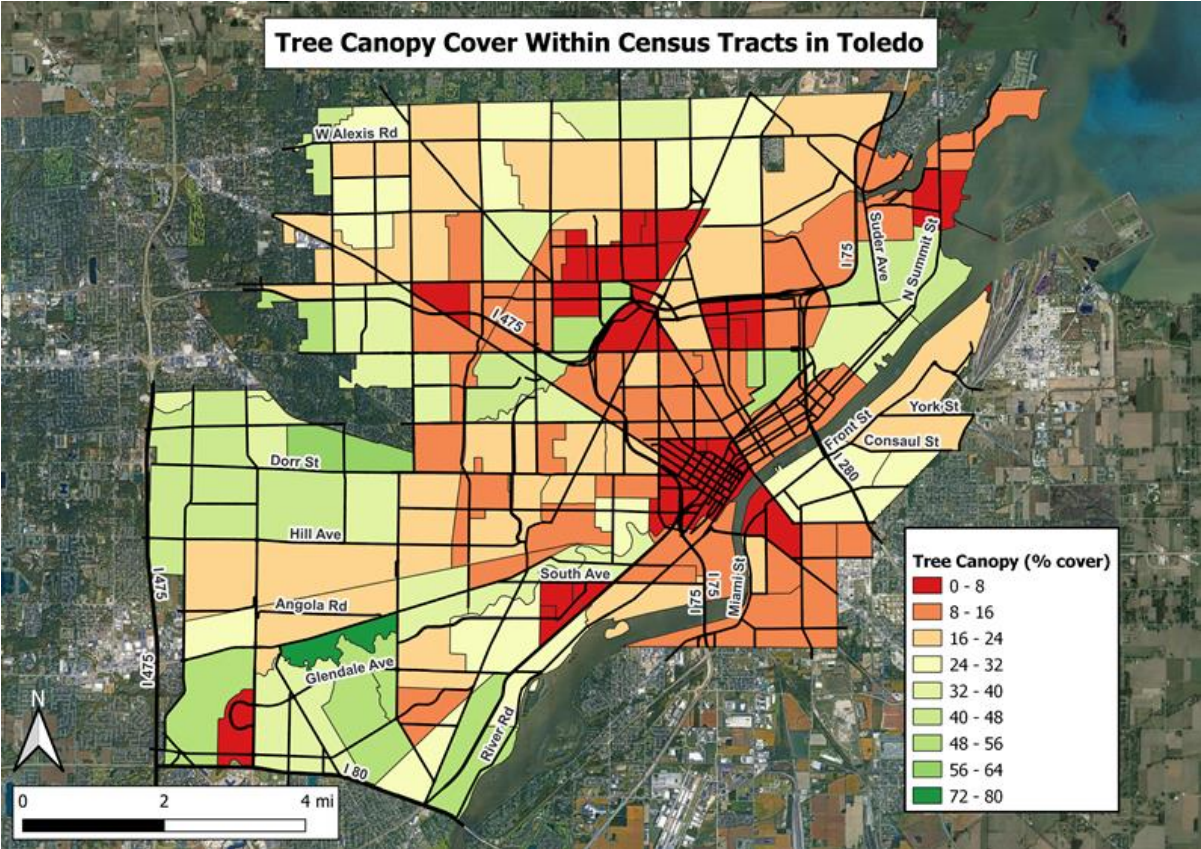 Tree Canopy Cover Within Census Tracts in Toledo
W Alexis Rd
I 75
Suder Ave
N Summit St
I 475
York St
Front St
Consaul St
I 280
Dorr St
Hill Ave
South Ave
I 475
Angola Rd
I 75
I 75
Miami St
Glendale Ave
I 475
River Rd
I 80
N
0 2 4 mi
Tree Canopy (% cover)
0 - 8
8 - 16
16 - 24
24 - 32
32 - 40
40 - 48
48 - 56
56 - 64
72 - 80